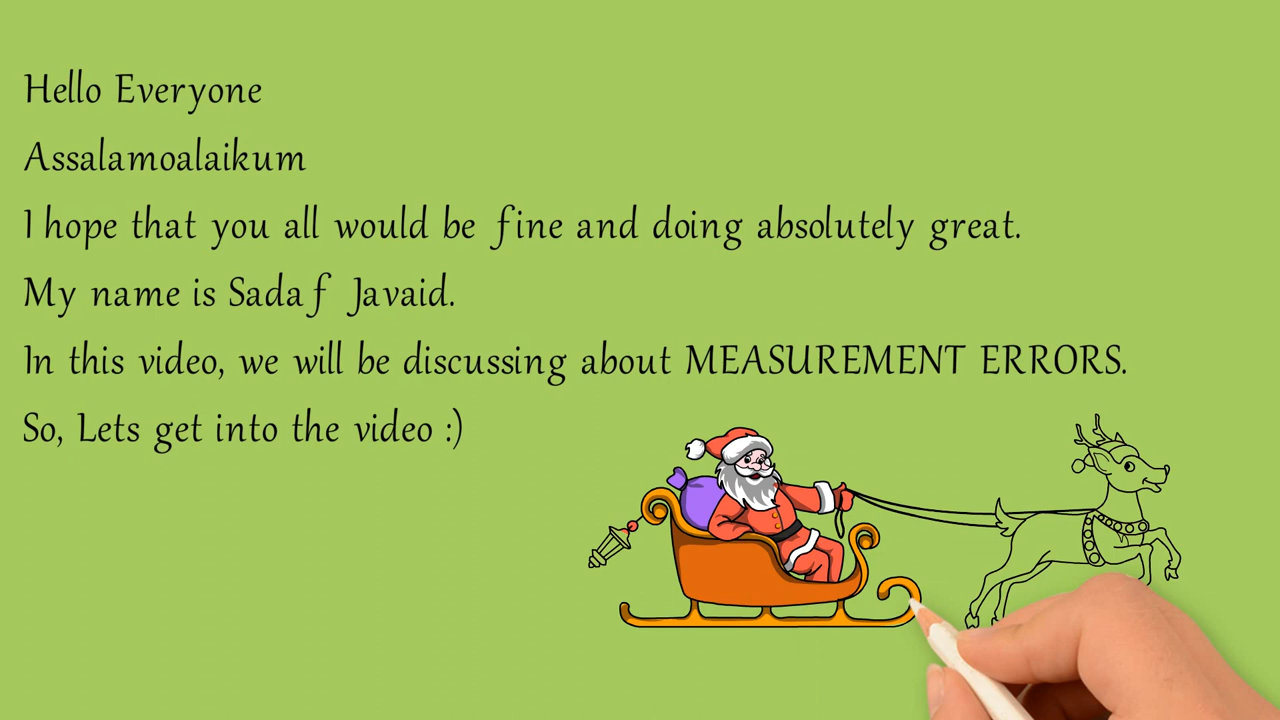 Hello Everyone
Assalamoalaikum
I hope that you all would be fine and doing absolutely great.
My name is Sadaf Javaid.
In this video, we will be discussing about MEASUREMENT ERRORS.
So, Lets get into the video :)